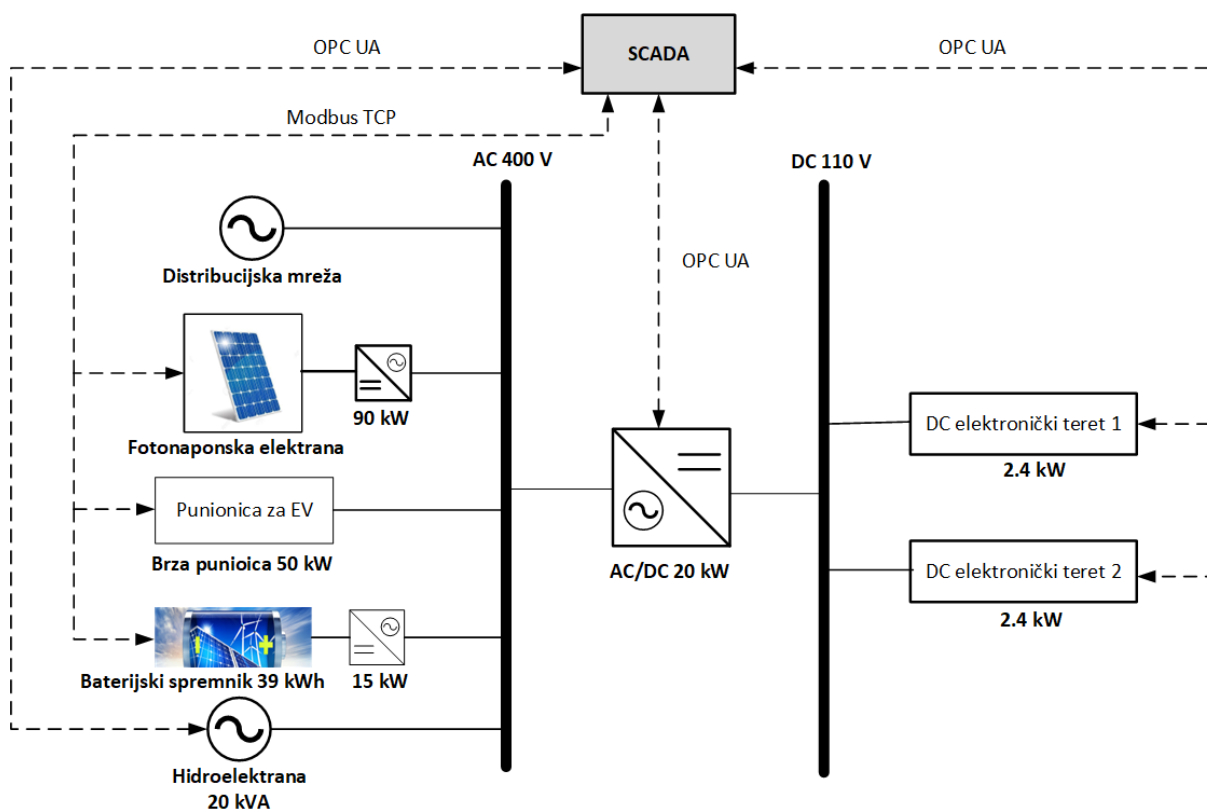 OPC UA
SCADA
OPC UA
Modbus TCP
AC 400 V
DC 110 V
OPC UA
Distribucijska mreža
90 kW
Fotonaponska elektrana
Punionica za EV
Brza punioica 50 kW
AC/DC 20 kW
DC elektronički teret 1
2.4 kW
DC elektronički teret 2
2.4 kW
Baterijski spremnik 39 kWh
15 kW
Hidroelektrana
20 kVA